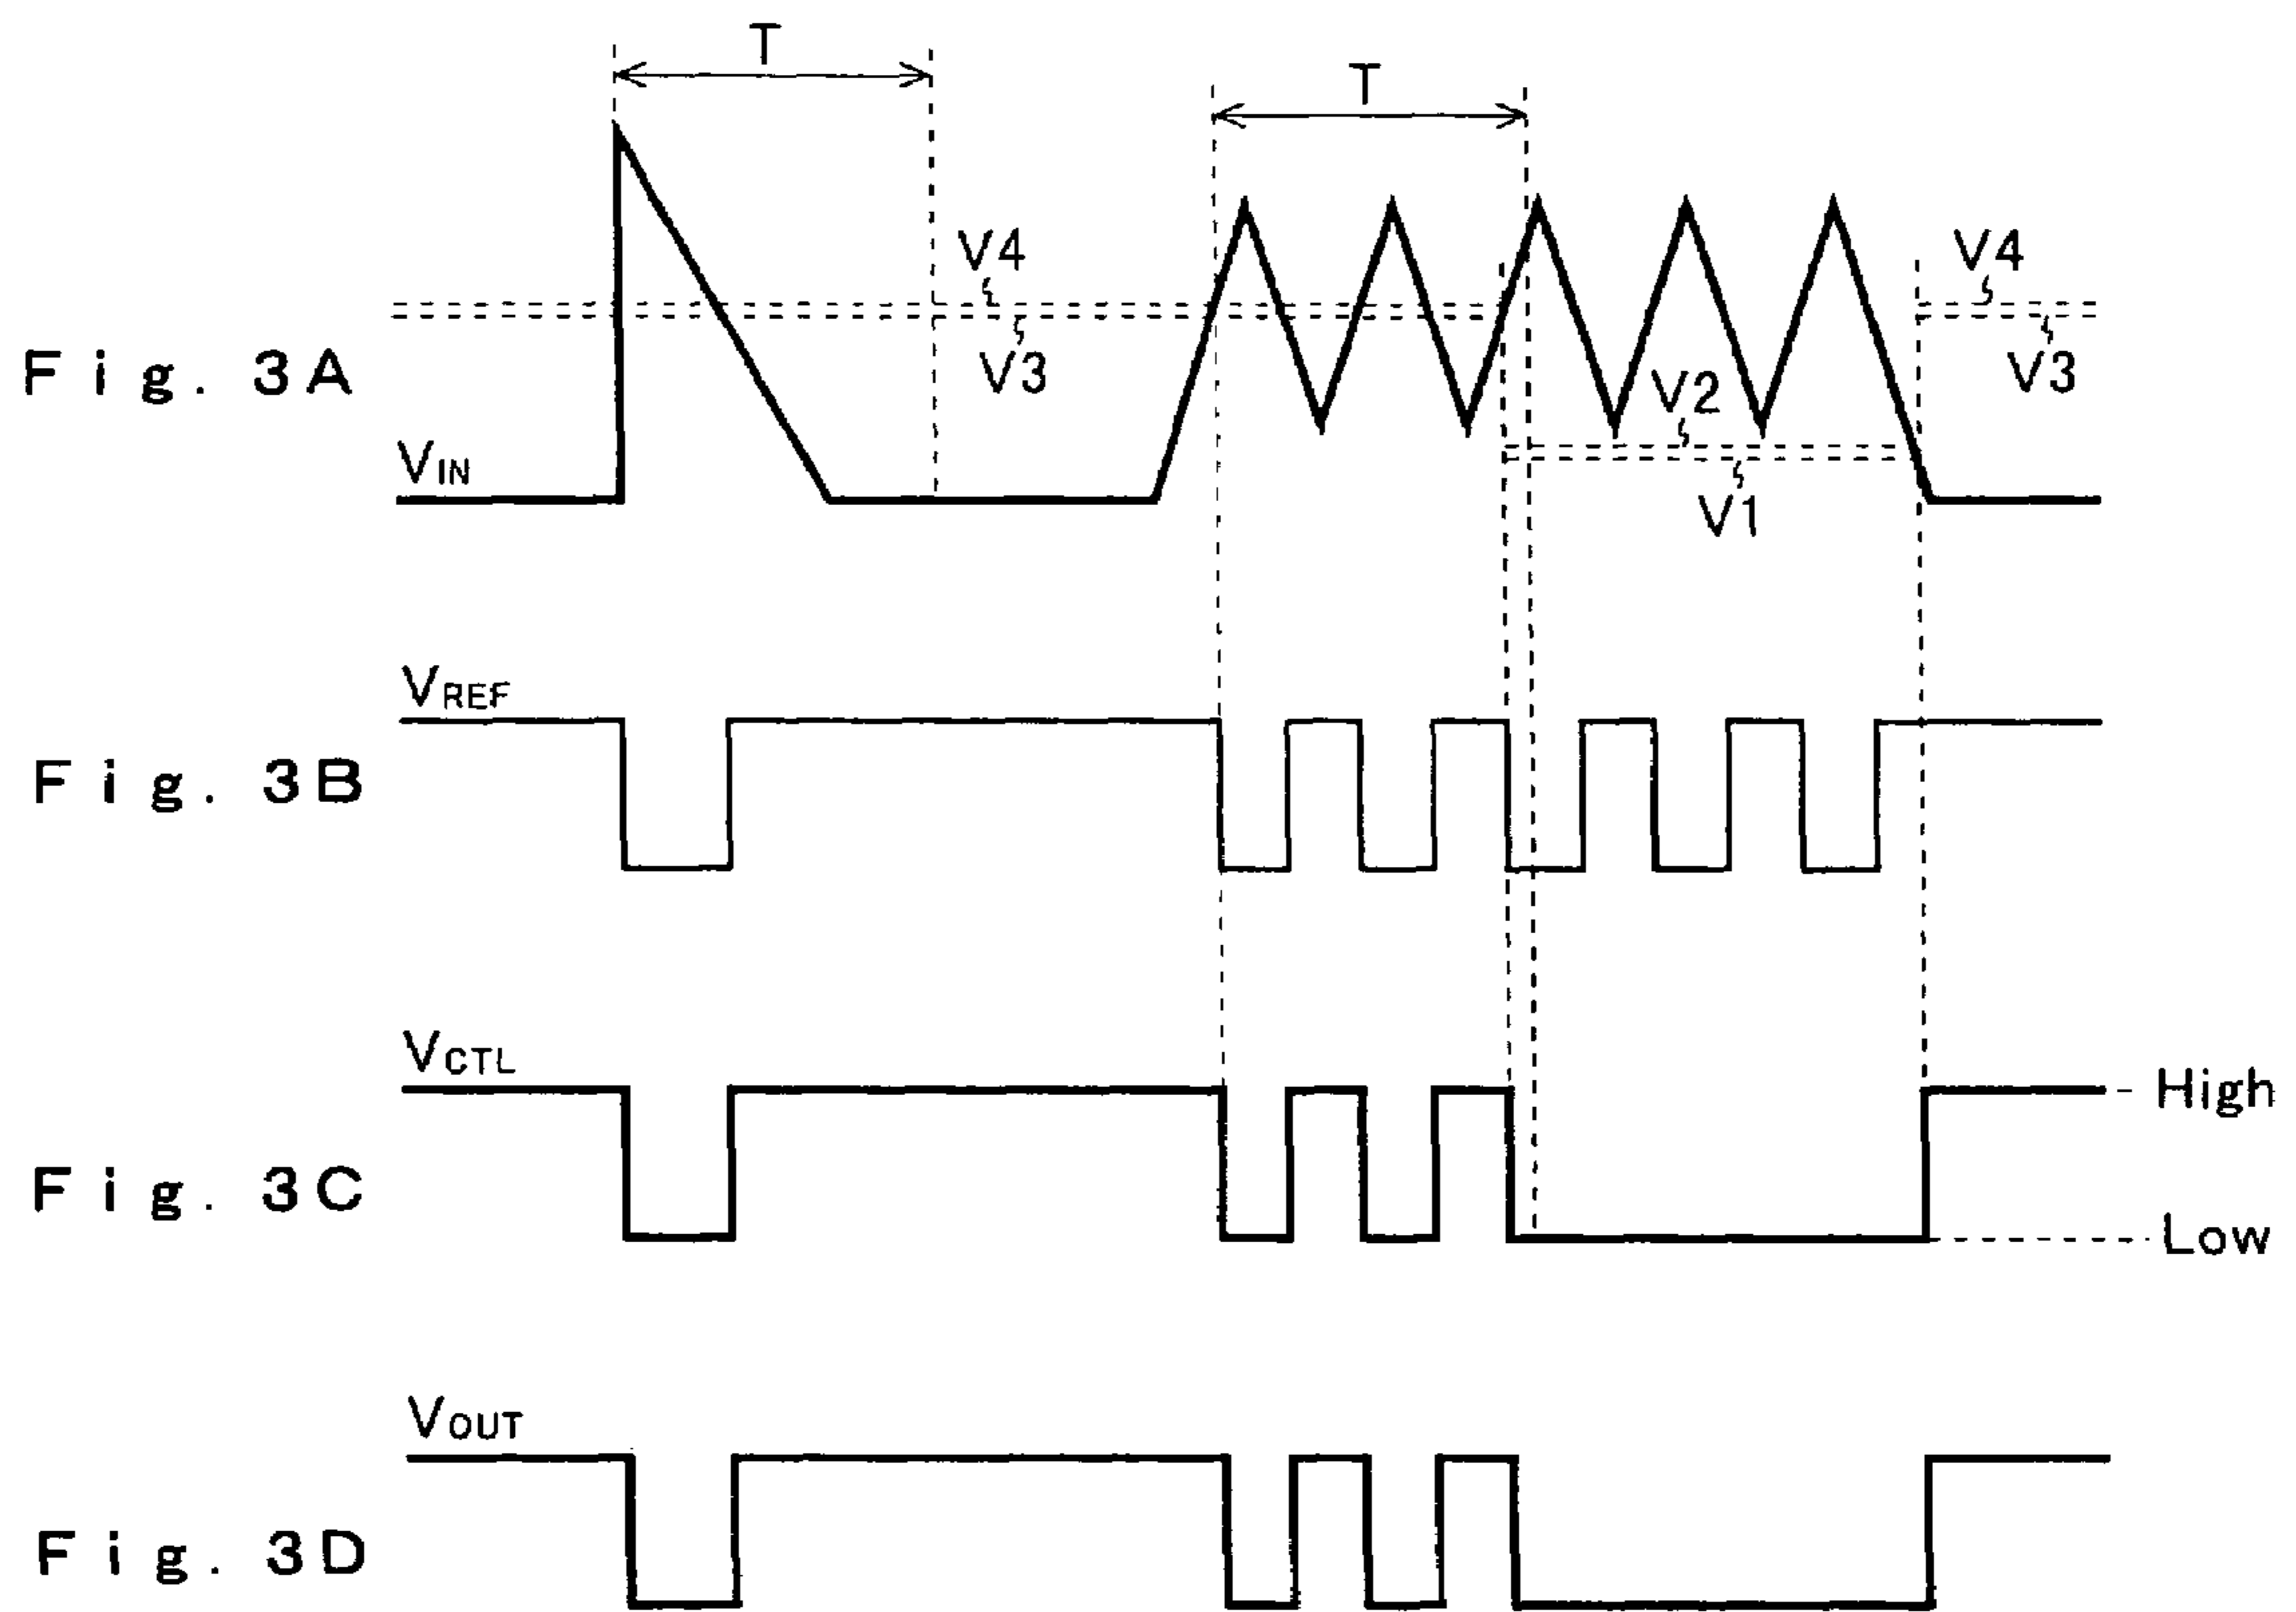 T
T
V4
V3
V4
V3
V2
V1
Fig. 3A
VIN
VREF
Fig. 3B
VCTL
High
Fig. 3C
Low
VOUT
Fig. 3D